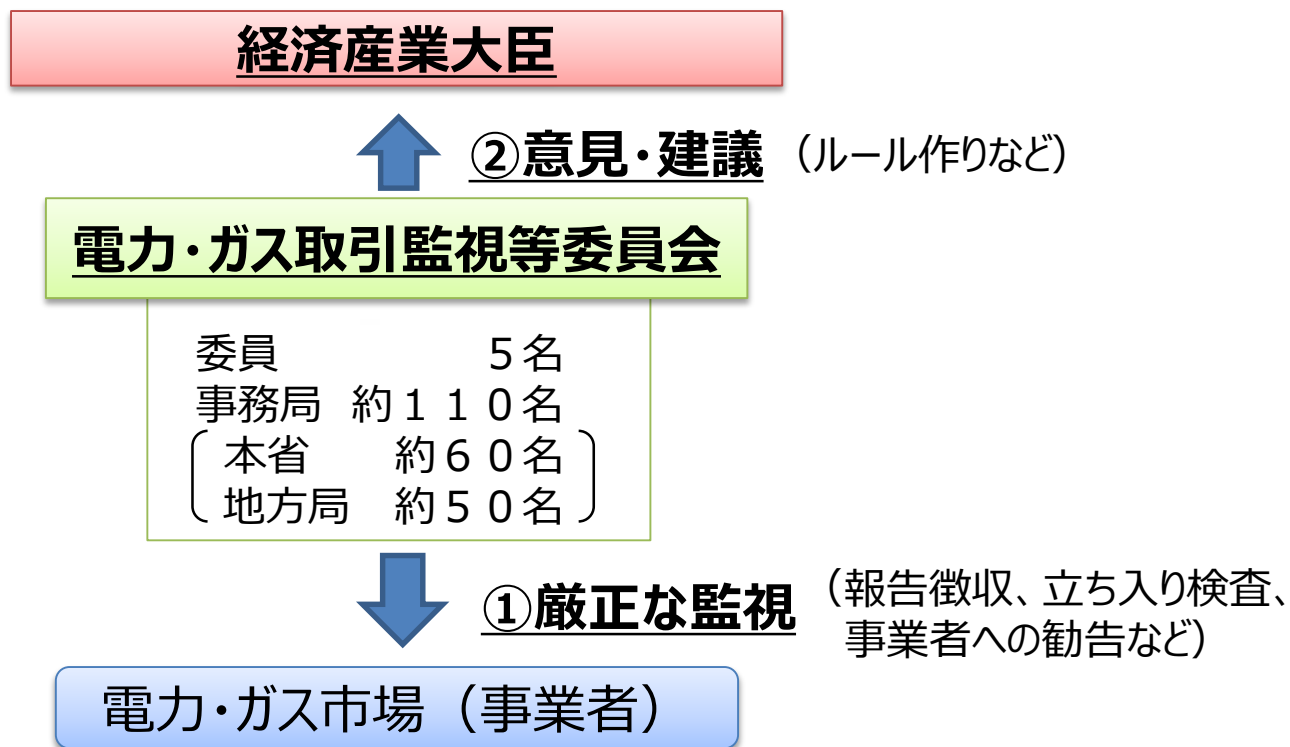 経済産業大臣
②意見・建議（ルール作りなど）
電力・ガス取引監視等委員会
委員　　　　　５名
事務局　約１１０名
本省　　約６０名
地方局　約５０名
①厳正な監視（報告徴収、立ち入り検査、
事業者への勧告など）
電力・ガス市場（事業者）